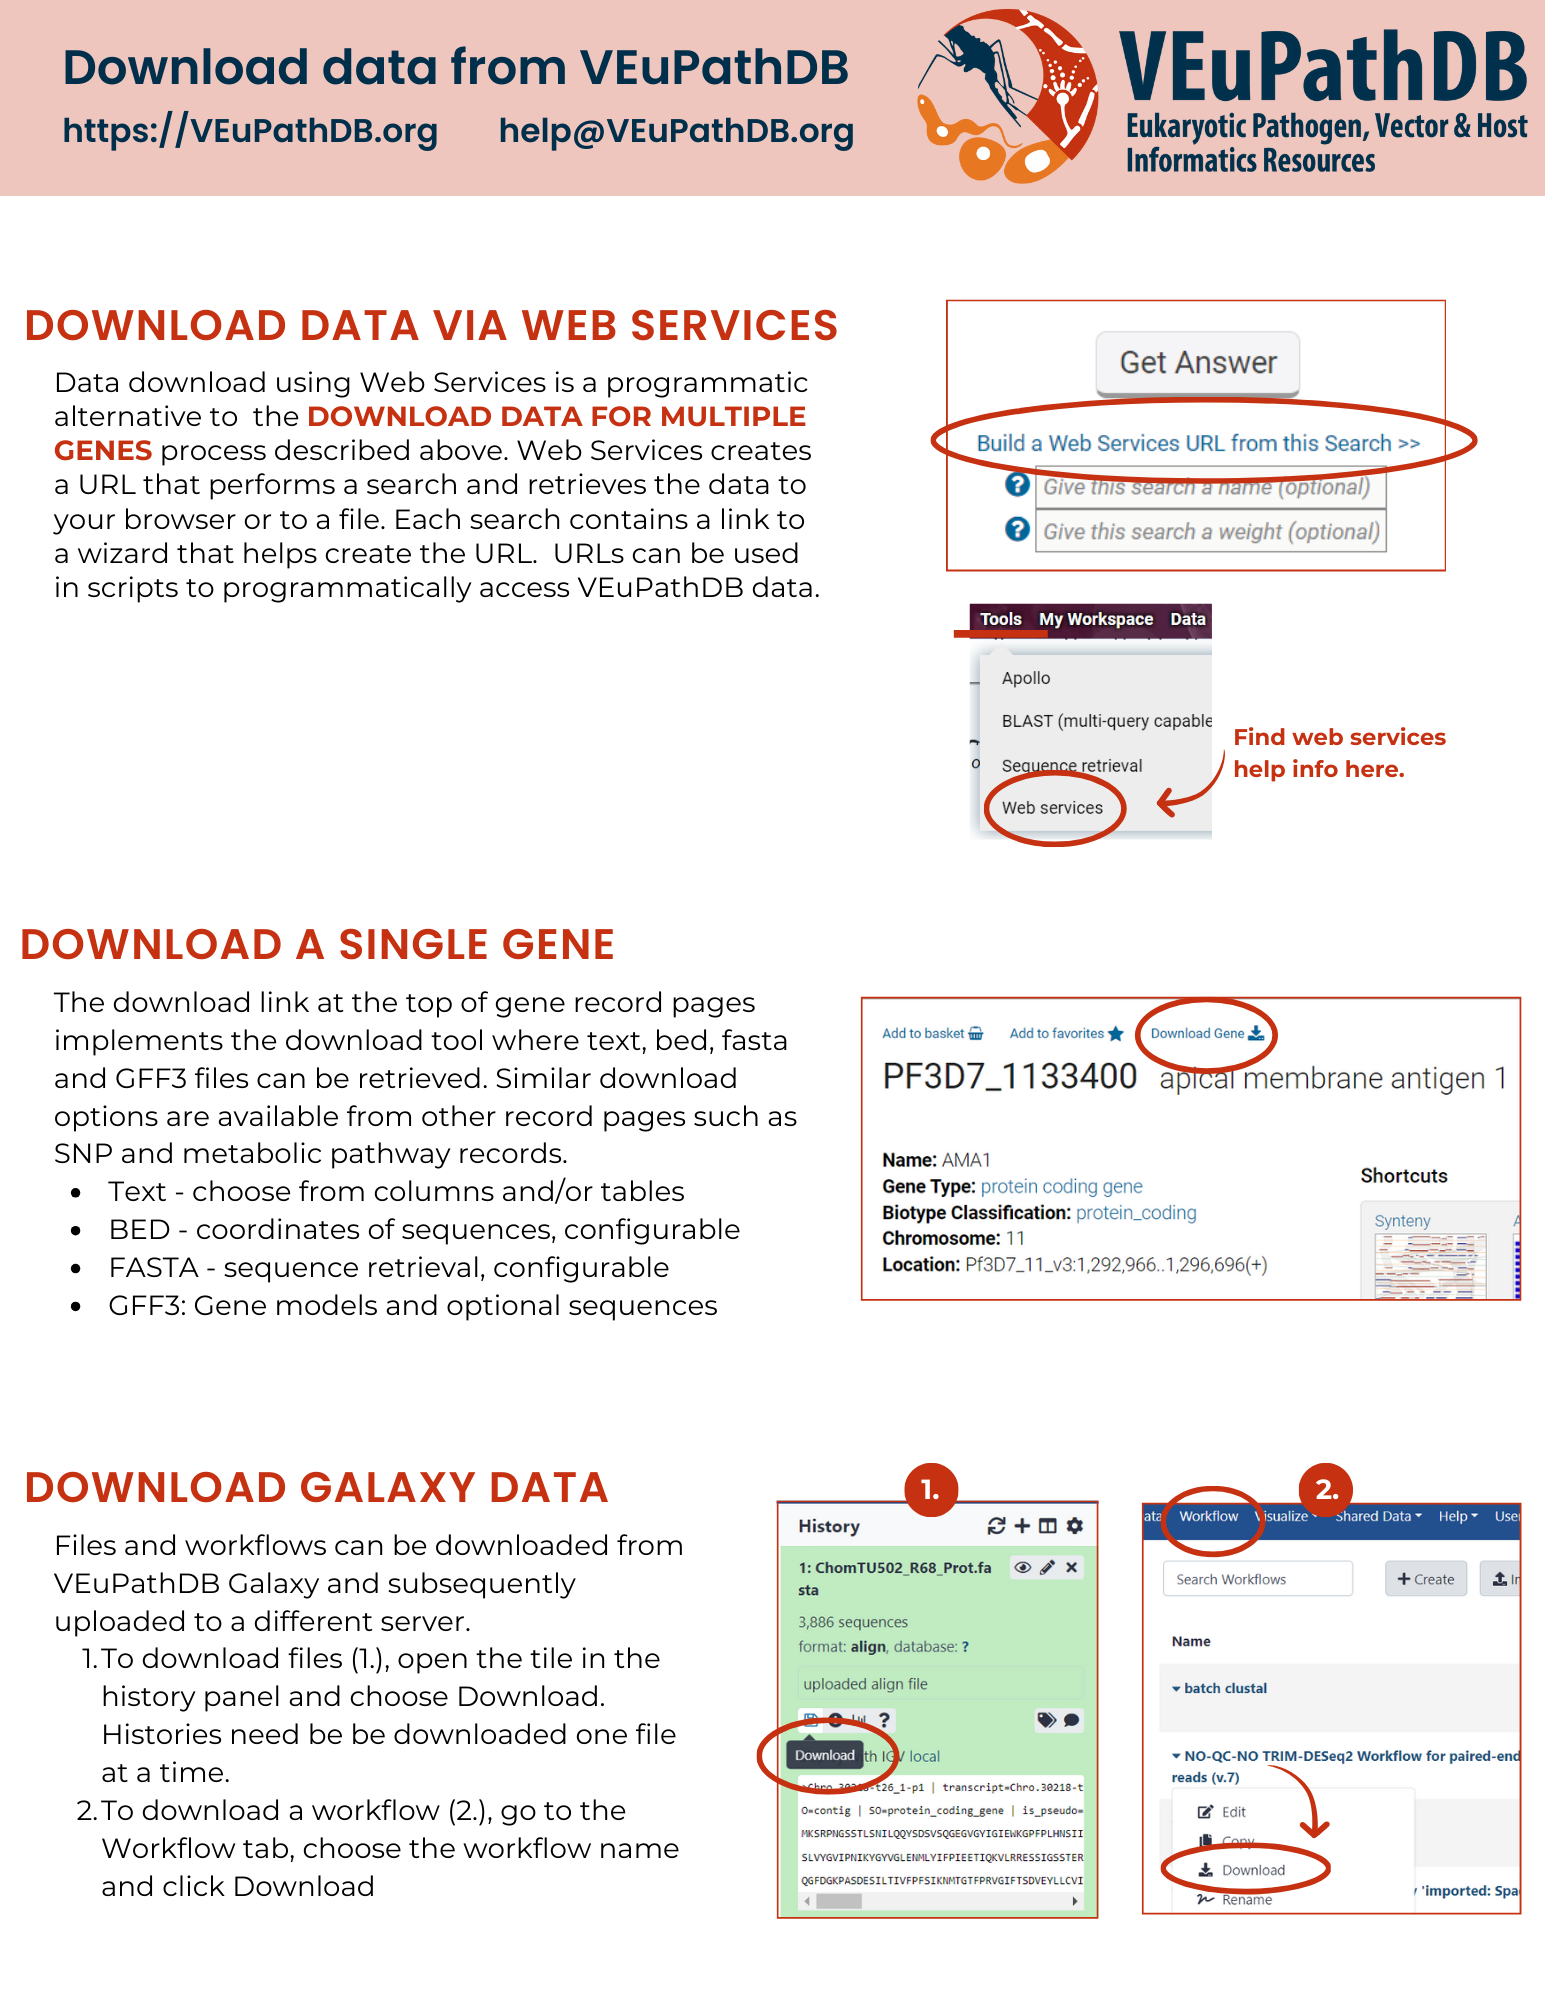 Download data from VEuPathDB
https://VEuPathDB.org help@VEuPathDB.org
VEuPathDB
Eukaryotic Pathogen, Vector & Host
Informatics Resources
DOWNLOAD DATA VIA WEB SERVICES
Data download using Web Services is a programmatic
alternative to the DOWNLOAD DATA FOR MULTIPLE
GENES process described above. Web Services creates
a URL that performs a search and retrieves the data to
your browser or to a file. Each search contains a link to
a wizard that helps create the URL. URLs can be used
in scripts to programmatically access VEuPathDB data.
Get Answer
Build a Web Services URL from this Search >>
Give this search a name (optional)
Give this search a weight (optional)
Tools My Workspace Data
Apollo
BLAST (multi-query capable
Sequence retrieval
Web services
Find web services
help info here.
DOWNLOAD A SINGLE GENE
The download link at the top of gene record pages
implements the download tool where text, bed, fasta
and GFF3 files can be retrieved. Similar download
options are available from other record pages such as
SNP and metabolic pathway records.
• Text - choose from columns and/or tables
• BED - coordinates of sequences, configurable
• FASTA - sequence retrieval, configurable
• GFF3: Gene models and optional sequences
Add to basket Add to favorites Download Gene
PF3D7_1133400 apical membrane antigen 1
Name: AMA1
Gene Type: protein coding gene
Biotype Classification: protein_coding
Chromosome: 11
Location: Pf3D7_11_v3:1,292,966..1,296,696(+)
Shortcuts
Synteny
DOWNLOAD GALAXY DATA
Files and workflows can be downloaded from
VEuPathDB Galaxy and subsequently
uploaded to a different server.
1. To download files (1.), open the tile in the
history panel and choose Download.
Histories need be be downloaded one file
at a time.
2. To download a workflow (2.), go to the
Workflow tab, choose the workflow name
and click Download
1.
History
1: ChomTU502_R68_Prot.fa
sta
3,886 sequences
format: align, database: ?
uploaded align file
Download
th IGV local
>Chro.30218-t26_1-p1 | transcript=Chro.30218-t
O=contig | SO=protein_coding_gene | is_pseudo=
MKSRPNGSSTLSNILQQYSDSVSQGEGVGYIGIEWKGPFPLHNSII
SLVYGVIPNIKYGYVGLENMLYIFPIEETIQKVLRRESSIGSSTER
QGFDGKPASDESILTIVFPFSIKNMTGTFPRVGIFTSDVEYLLCVI
2.
ata Workflow Visualize Shared Data Help User
Search Workflows
+ Create
Name
batch clustal
NO-QC-NO TRIM-DESeq2 Workflow for paired-end
reads (v.7)
Edit
Copy
Download
Rename
'imported: Spa